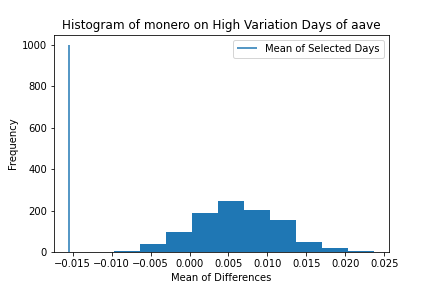 Histogram of monero on High Variation Days of aave
Mean of Selected Days
1000
800
600
400
200
0
Frequency
−0.015 −0.010 −0.005 0.000 0.005 0.010 0.015 0.020 0.025
Mean of Differences